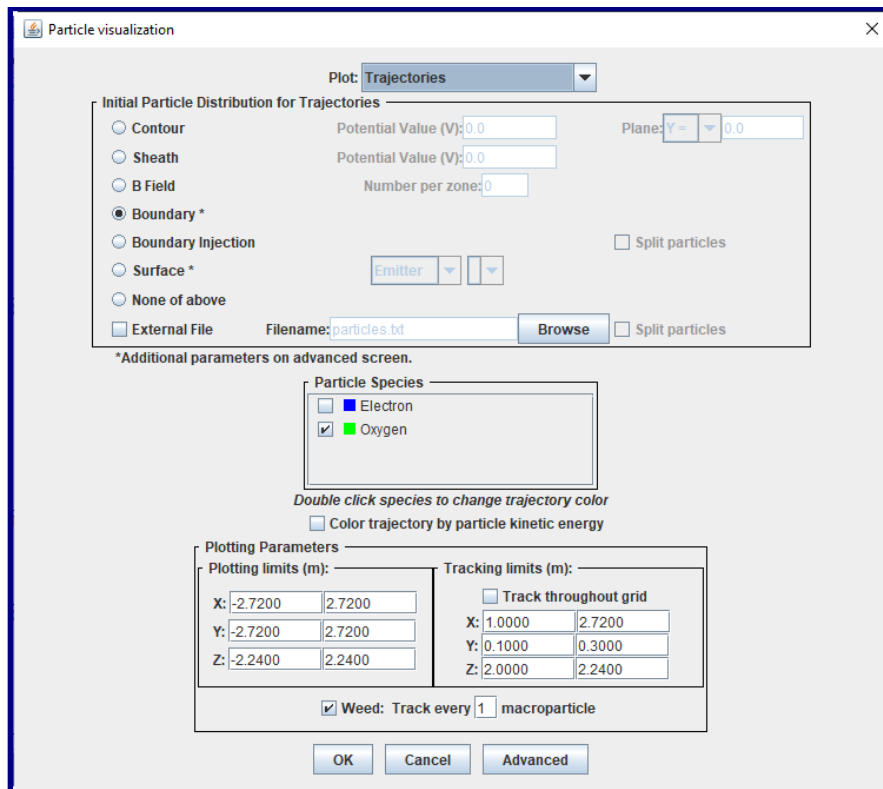 Particle visualization
Plot: Trajectories
Initial Particle Distribution for Trajectories
Contour Potential Value (V): 0.0 Plane: Y = 0.0
Sheath Potential Value (V): 0.0
B Field Number per zone: 0
Boundary *
Boundary Injection Split particles
Surface * Emitter
None of above
External File Filename: particles.txt Browse Split particles
*Additional parameters on advanced screen.
Particle Species
Electron
Oxygen
Double click species to change trajectory color
Color trajectory by particle kinetic energy
Plotting Parameters
Plotting limits (m): Tracking limits (m):
Track throughout grid
X: -2.7200 2.7200 X: 1.0000 2.7200
Y: -2.7200 2.7200 Y: 0.1000 0.3000
Z: -2.2400 2.2400 Z: 2.0000 2.2400
Weed: Track every 1 macroparticle
OK Cancel Advanced